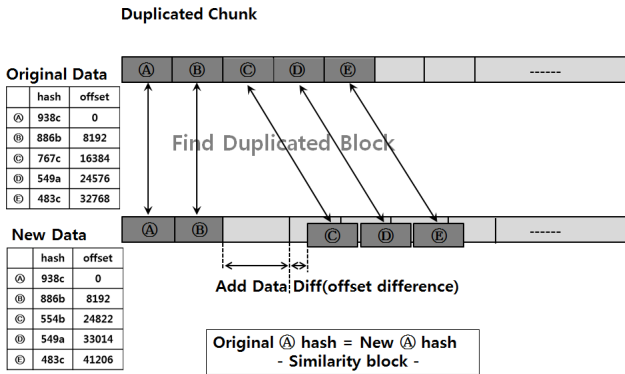 Duplicated Chunk
Ⓐ Ⓑ Ⓒ Ⓓ Ⓔ ------
Original Data
hash offset
Ⓐ 938c 0
Ⓑ 886b 8192
Ⓒ 767c 16384
Ⓓ 549a 24576
Ⓔ 483c 32768
Find Duplicated Block
New Data
Ⓐ Ⓑ Ⓒ Ⓓ Ⓔ ------
hash offset
Ⓐ 938c 0
Ⓑ 886b 8192
Ⓒ 554b 24822
Ⓓ 549a 33014
Ⓔ 483c 41206
Add Data Diff(offset difference)
Original Ⓐ hash = New Ⓐ hash
- Similarity block -